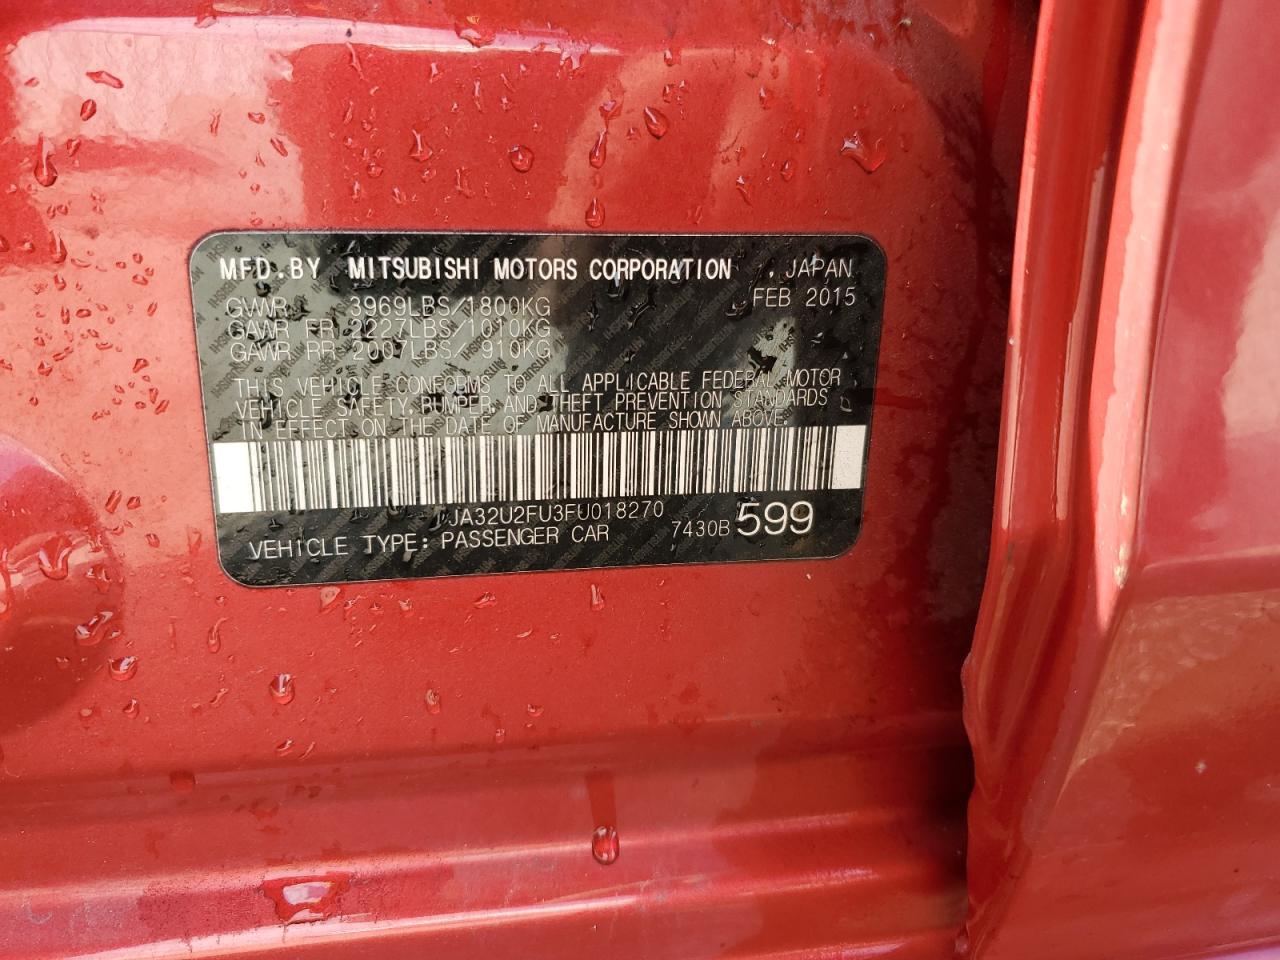 MFD.BY MITSUBISHI MOTORS CORPORATION , JAPAN
GVWR 3969LBS/1800KG FEB 2015
GAWR FR 2227LBS/1010KG
GAWR RR 2007LBS/ 910KG
THIS VEHICLE CONFORMS TO ALL APPLICABLE FEDERAL MOTOR
VEHICLE SAFETY, BUMPER AND THEFT PREVENTION STANDARDS
IN EFFECT ON THE DATE OF MANUFACTURE SHOWN ABOVE.
JA32U2FU3FU018270
VEHICLE TYPE: PASSENGER CAR 7430B 599